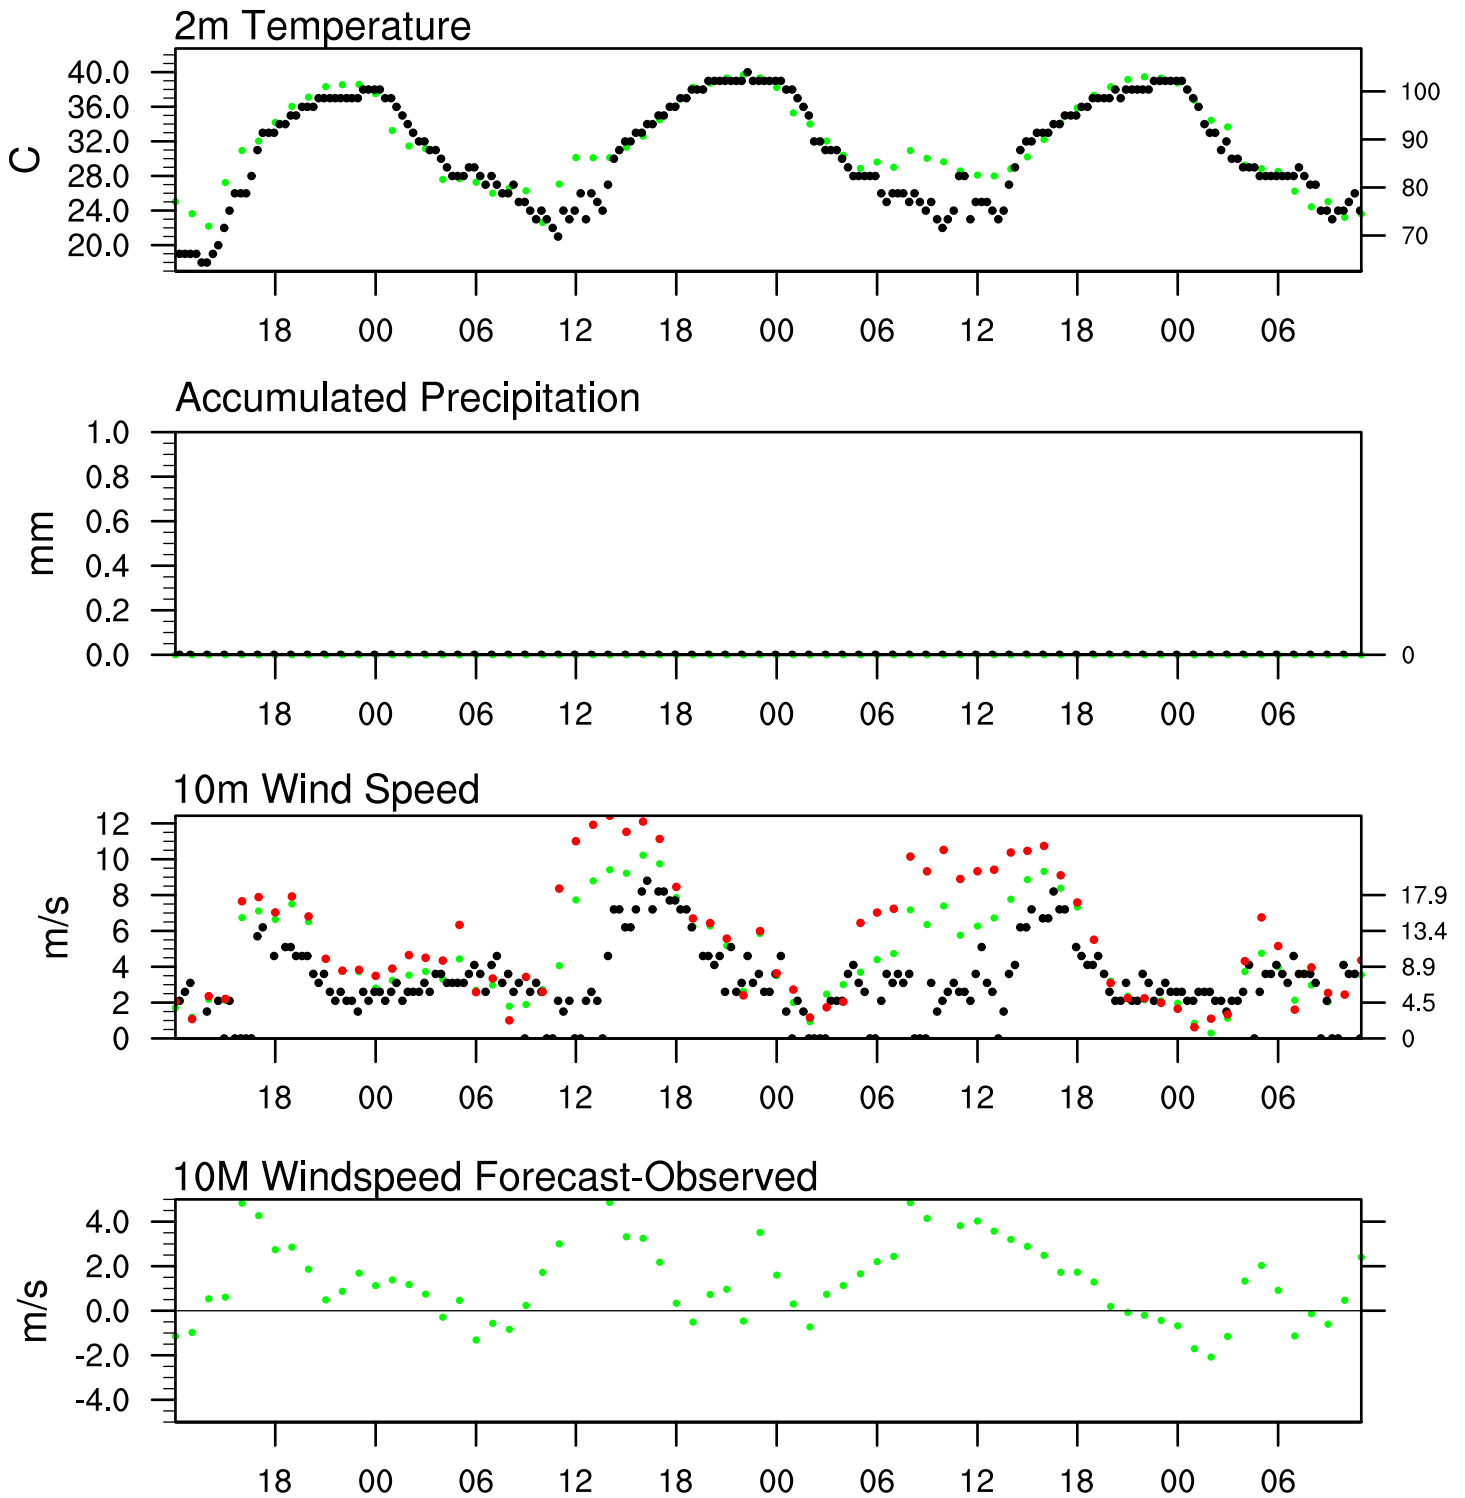 2m Temperature
C
40.0
36.0
32.0
28.0
24.0
20.0
100
90
80
70
18 00 06 12 18 00 06 12 18 00 06
Accumulated Precipitation
mm
1.0
0.8
0.6
0.4
0.2
0.0
0
18 00 06 12 18 00 06 12 18 00 06
10m Wind Speed
m/s
12
10
8
6
4
2
0
17.9
13.4
8.9
4.5
0
18 00 06 12 18 00 06 12 18 00 06
10M Windspeed Forecast-Observed
m/s
4.0
2.0
0.0
-2.0
-4.0
18 00 06 12 18 00 06 12 18 00 06